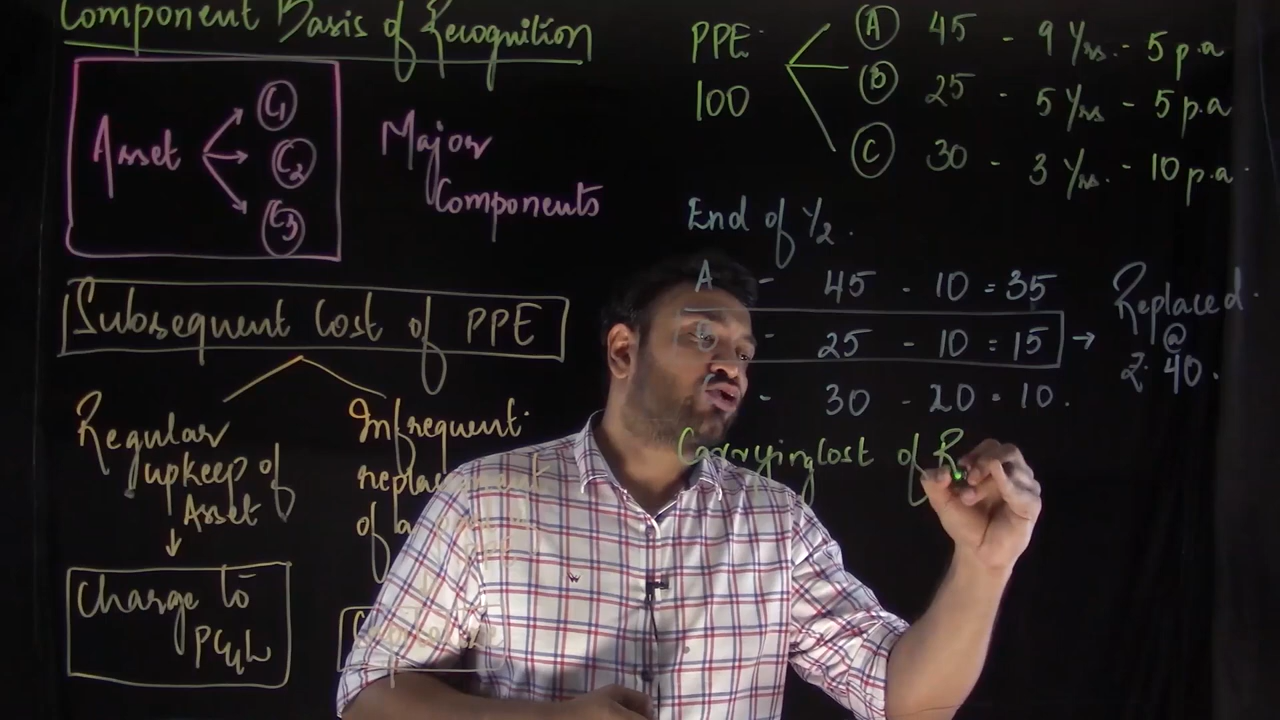 Component Basis of Recognition
Asset
C1
C2
C3
Major
Components
Subsequent Cost of PPE
Regular
upkeep of
Asset
Charge to
P&L
Infrequent
replacement
of a
PPE
100
A 45 - 9 Yrs. - 5 p.a
B 25 - 5 Yrs - 5 p.a
C 30 - 3 Yrs. - 10 p.a.
End of Y2.
A - 45 - 10 = 35
- 25 - 10 = 15 → Replaced
@
₹ 40.
- 30 - 20 = 10.
Carrying Cost of R